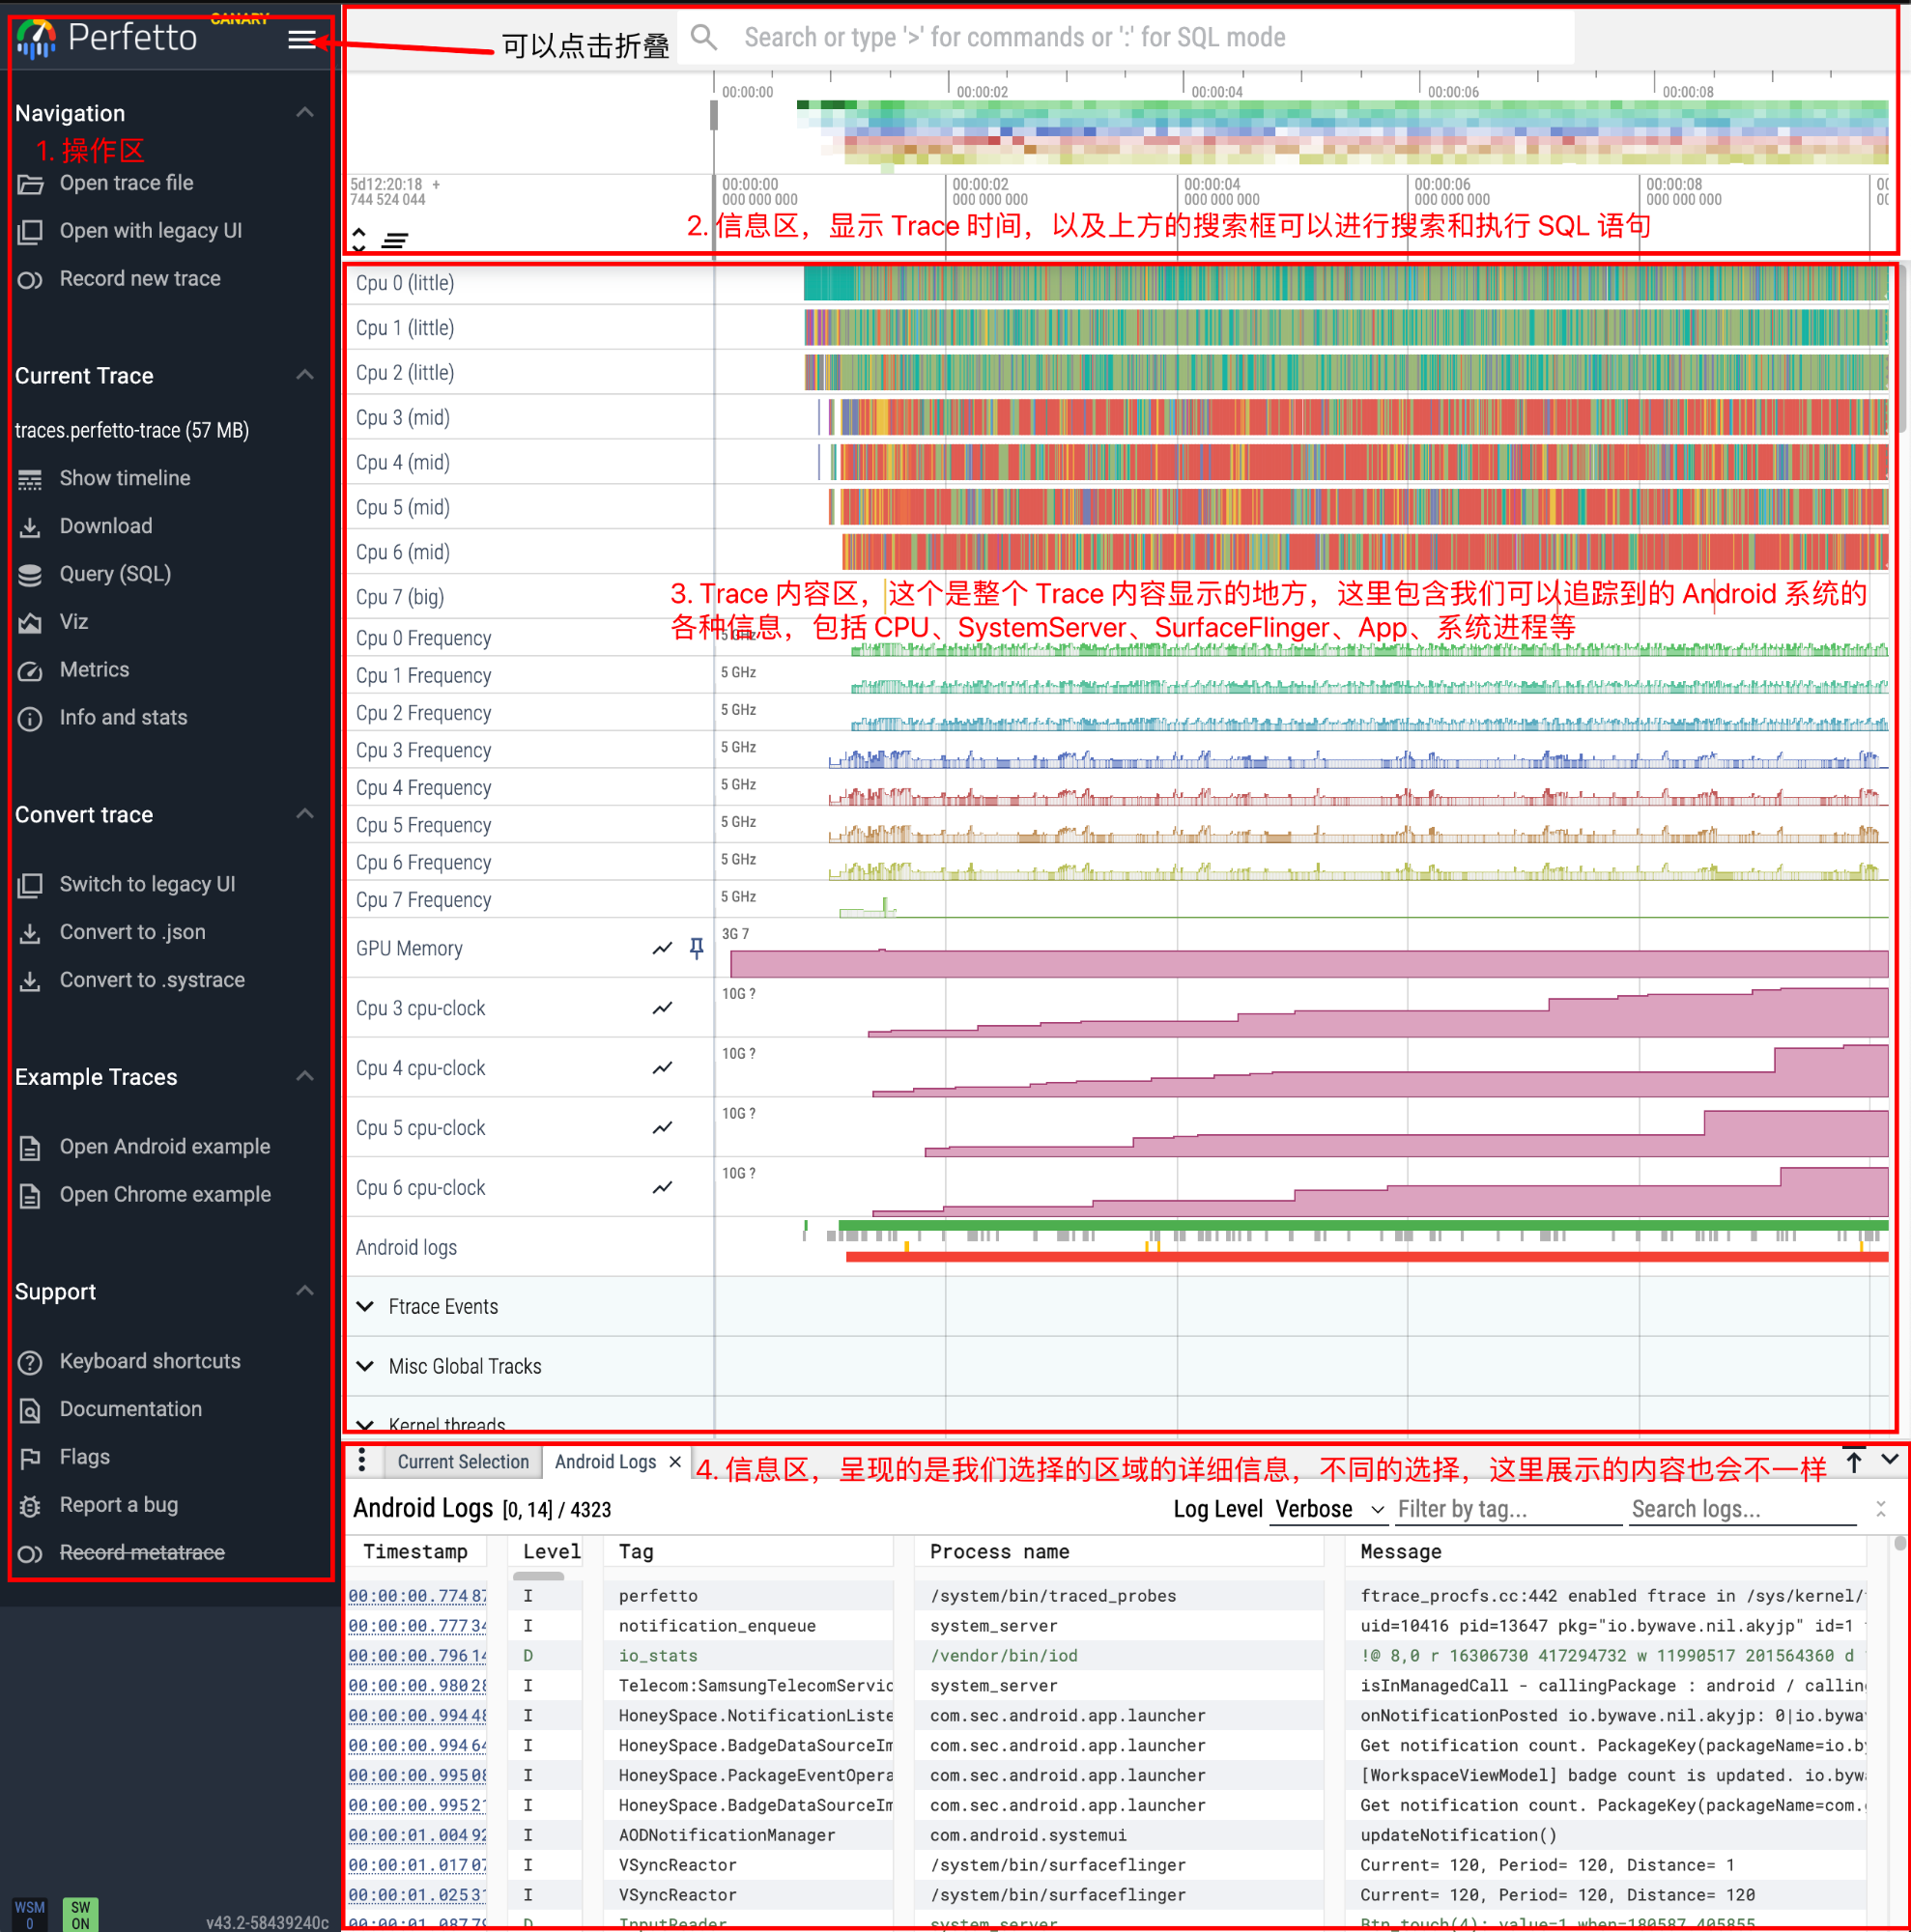 CANARY
Perfetto
可以点击折叠
Search or type '>' for commands or ':' for SQL mode
Navigation
1. 操作区
Open trace file
Open with legacy UI
Record new trace
Current Trace
traces.perfetto-trace (57 MB)
Show timeline
Download
Query (SQL)
Viz
Metrics
Info and stats
Convert trace
Switch to legacy UI
Convert to .json
Convert to .systrace
Example Traces
Open Android example
Open Chrome example
Support
Keyboard shortcuts
Documentation
Flags
Report a bug
Record metatrace
WSM
0
SW
ON
v43.2-58439240c
00:00:00 00:00:02 00:00:04 00:00:06 00:00:08
5d12:20:18 +
744 524 044
00:00:00 00:00:02 00:00:04 00:00:06 00:00:08
000 000 000 000 000 000 000 000 000 000 000 000 000 000 000
2. 信息区，显示 Trace 时间，以及上方的搜索框可以进行搜索和执行 SQL 语句
Cpu 0 (little)
Cpu 1 (little)
Cpu 2 (little)
Cpu 3 (mid)
Cpu 4 (mid)
Cpu 5 (mid)
Cpu 6 (mid)
Cpu 7 (big)
3. Trace 内容区，这个是整个 Trace 内容显示的地方，这里包含我们可以追踪到的 Android 系统的
各种信息，包括 CPU、SystemServer、SurfaceFlinger、App、系统进程等
Cpu 0 Frequency 5 GHz
Cpu 1 Frequency 5 GHz
Cpu 2 Frequency 5 GHz
Cpu 3 Frequency 5 GHz
Cpu 4 Frequency 5 GHz
Cpu 5 Frequency 5 GHz
Cpu 6 Frequency 5 GHz
Cpu 7 Frequency 5 GHz
GPU Memory 3G 7
Cpu 3 cpu-clock 10G ?
Cpu 4 cpu-clock 10G ?
Cpu 5 cpu-clock 10G ?
Cpu 6 cpu-clock 10G ?
Android logs
Ftrace Events
Misc Global Tracks
Kernel threads
Current Selection Android Logs ×
4. 信息区，呈现的是我们选择的区域的详细信息，不同的选择，这里展示的内容也会不一样
Android Logs [0, 14] / 4323 Log Level Verbose Filter by tag... Search logs...
Timestamp Level Tag Process name Message
00:00:00.774 87 I perfetto /system/bin/traced_probes ftrace_procfs.cc:442 enabled ftrace in /sys/kernel/
00:00:00.777 34 I notification_enqueue system_server uid=10416 pid=13647 pkg="io.bywave.nil.akyjp" id=1
00:00:00.796 14 D io_stats /vendor/bin/iod !@ 8,0 r 16306730 417294732 w 11990517 201564360 d
00:00:00.980 28 I Telecom:SamsungTelecomServic system_server isInManagedCall - callingPackage : android / calling
00:00:00.994 48 I HoneySpace.NotificationListe com.sec.android.app.launcher onNotificationPosted io.bywave.nil.akyjp: 0|io.bywa
00:00:00.994 64 I HoneySpace.BadgeDataSourceIm com.sec.android.app.launcher Get notification count. PackageKey(packageName=io.by
00:00:00.995 08 I HoneySpace.PackageEventOpera com.sec.android.app.launcher [WorkspaceViewModel] badge count is updated. io.bywa
00:00:00.995 21 I HoneySpace.BadgeDataSourceIm com.sec.android.app.launcher Get notification count. PackageKey(packageName=com.
00:00:01.004 92 I AODNotificationManager com.android.systemui updateNotification()
00:00:01.017 07 I VSyncReactor /system/bin/surfaceflinger Current= 120, Period= 120, Distance= 1
00:00:01.025 31 I VSyncReactor /system/bin/surfaceflinger Current= 120, Period= 120, Distance= 120
00:00:01.087 79 D InputReader system_server Btn_touch(4): value=1 when=180587 405855